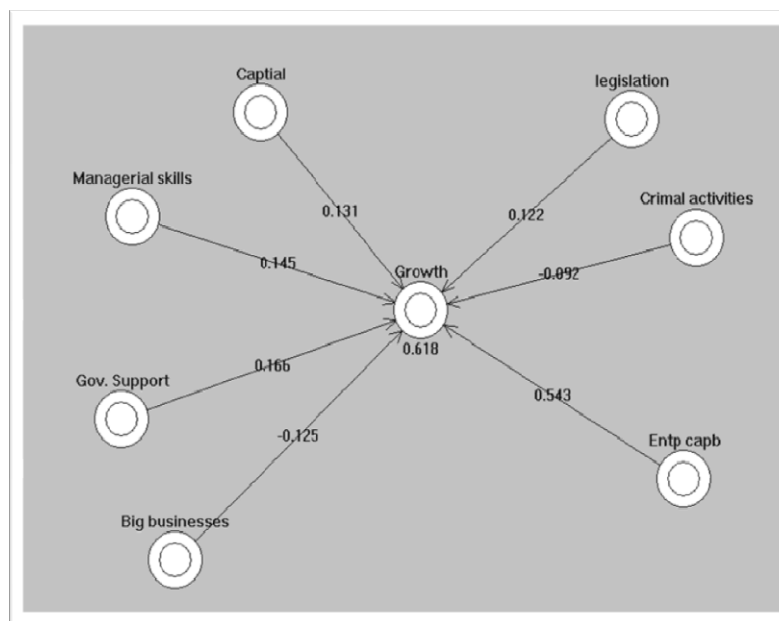 Captial
legislation
Managerial skills
Crimal activities
0.131
0.122
0.145
Growth
-0.092
0.618
0.166
Gov. Support
0.543
-0.125
Entp capb
Big businesses